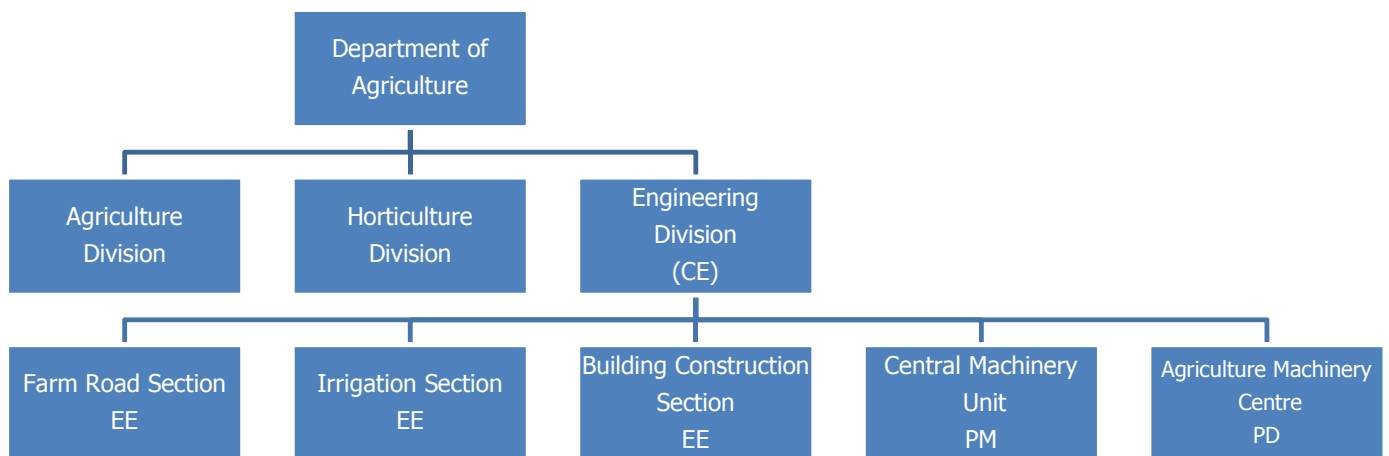 Department of
Agriculture
Agriculture
Division
Horticulture
Division
Engineering
Division
(CE)
Farm Road Section
EE
Irrigation Section
EE
Building Construction
Section
EE
Central Machinery
Unit
PM
Agriculture Machinery
Centre
PD